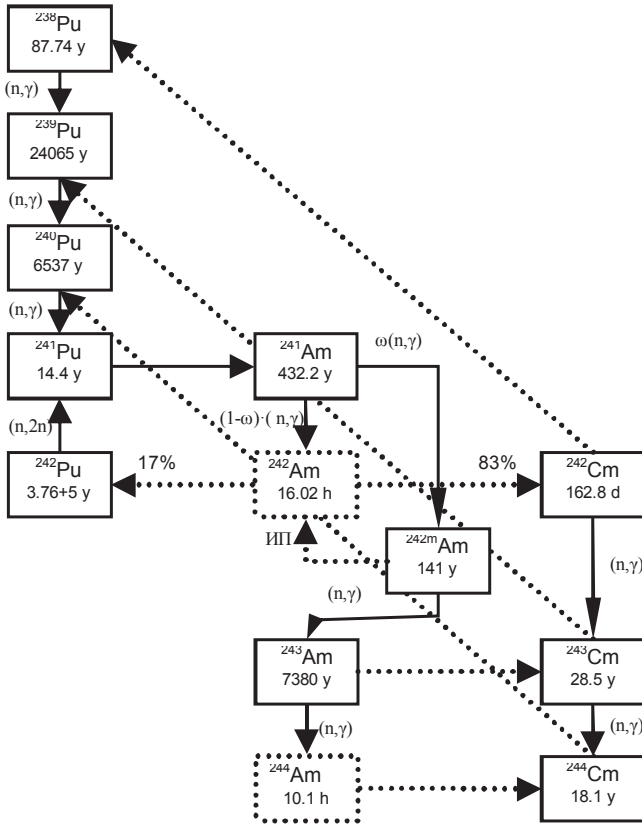 ²³⁸Pu
87.74 y
(n,γ)
²³⁹Pu
24065 y
(n,γ)
²⁴⁰Pu
6537 y
(n,γ)
²⁴¹Pu
14.4 y
²⁴¹Am
432.2 y
ω(n,γ)
(n,2n)
(1-ω)·( n,γ)
²⁴²Pu
3.76+5 y
17%
²⁴²Am
16.02 h
83%
²⁴²Cm
162.8 d
ИП
²⁴²ᵐAm
141 y
(n,γ)
(n,γ)
²⁴³Am
7380 y
²⁴³Cm
28.5 y
(n,γ)
(n,γ)
²⁴⁴Am
10.1 h
²⁴⁴Cm
18.1 y